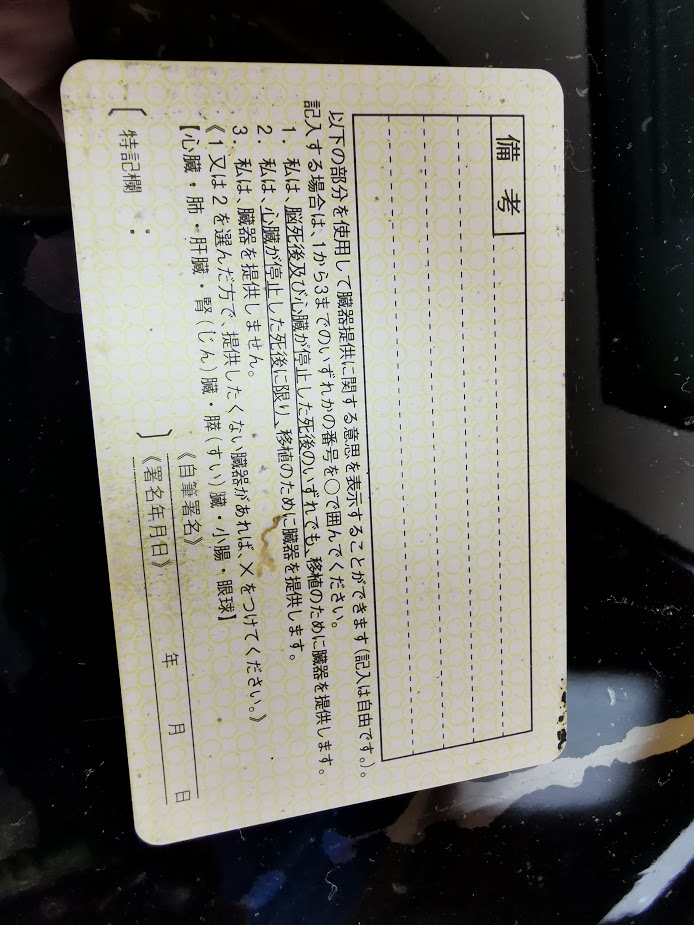 備考
以下の部分を使用して臓器提供に関する意思を表示することができます(記入は自由です。)。
記入する場合は、1から3までのいずれかの番号を○で囲んでください。
1. 私は、脳死後及び心臓が停止した死後のいずれでも、移植のために臓器を提供します。
2. 私は、心臓が停止した死後に限り、移植のために臓器を提供します。
3. 私は、臓器を提供しません。
《1又は2を選んだ方で、提供したくない臓器があれば、×をつけてください。》
【心臓・肺・肝臓・腎(じん)臓・膵(すい)臓・小腸・眼球】
〔特記欄: 〕
《自筆署名》
《署名年月日》 年 月 日